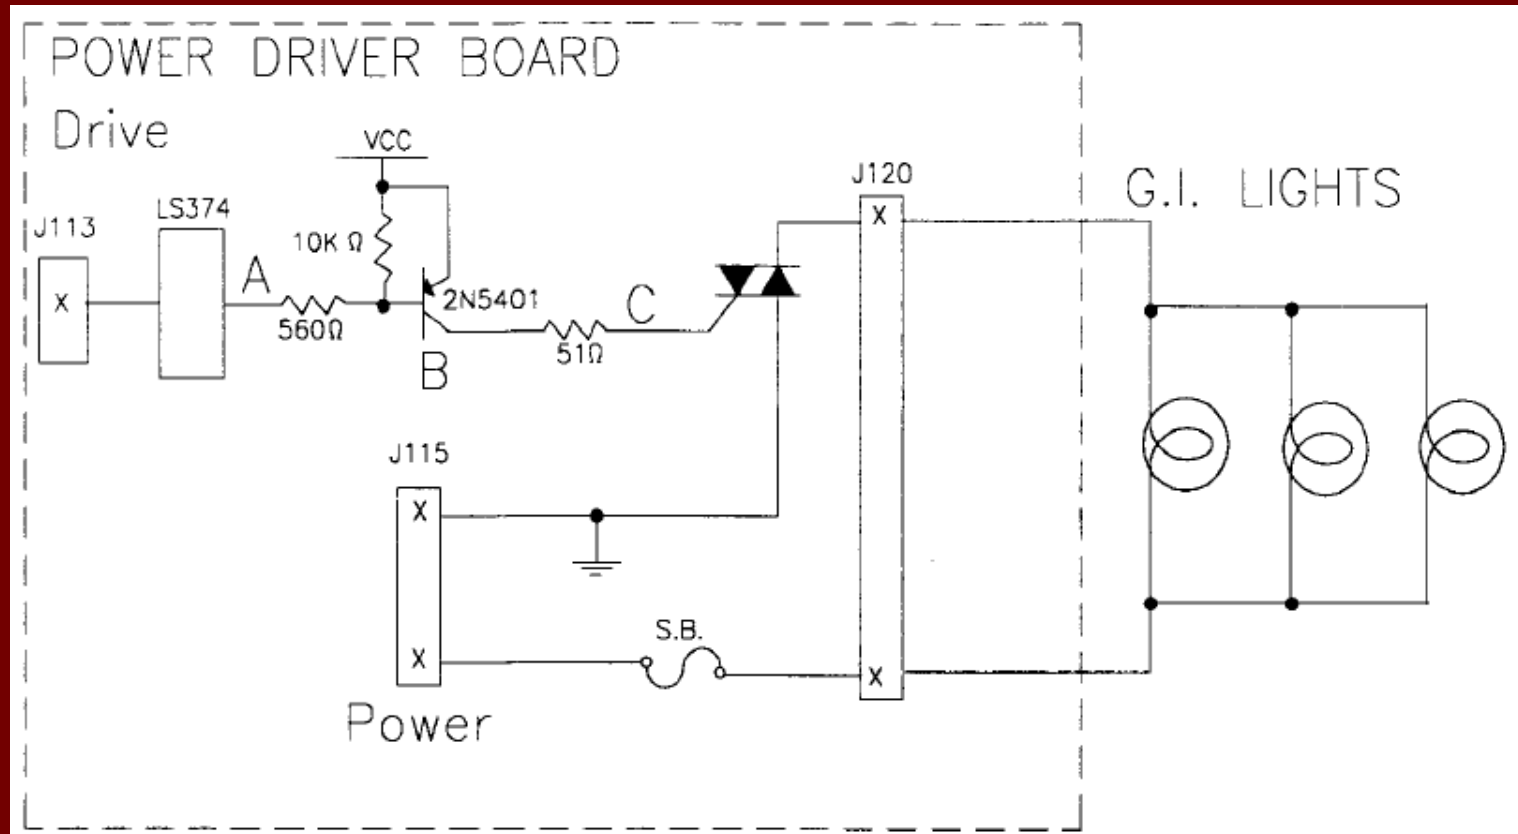 POWER DRIVER BOARD
Drive
VCC
J120
G.I. LIGHTS
LS374
J113
10K Ω
X
A
X
2N5401
C
560Ω
51Ω
B
J115
X
S.B.
X
X
Power